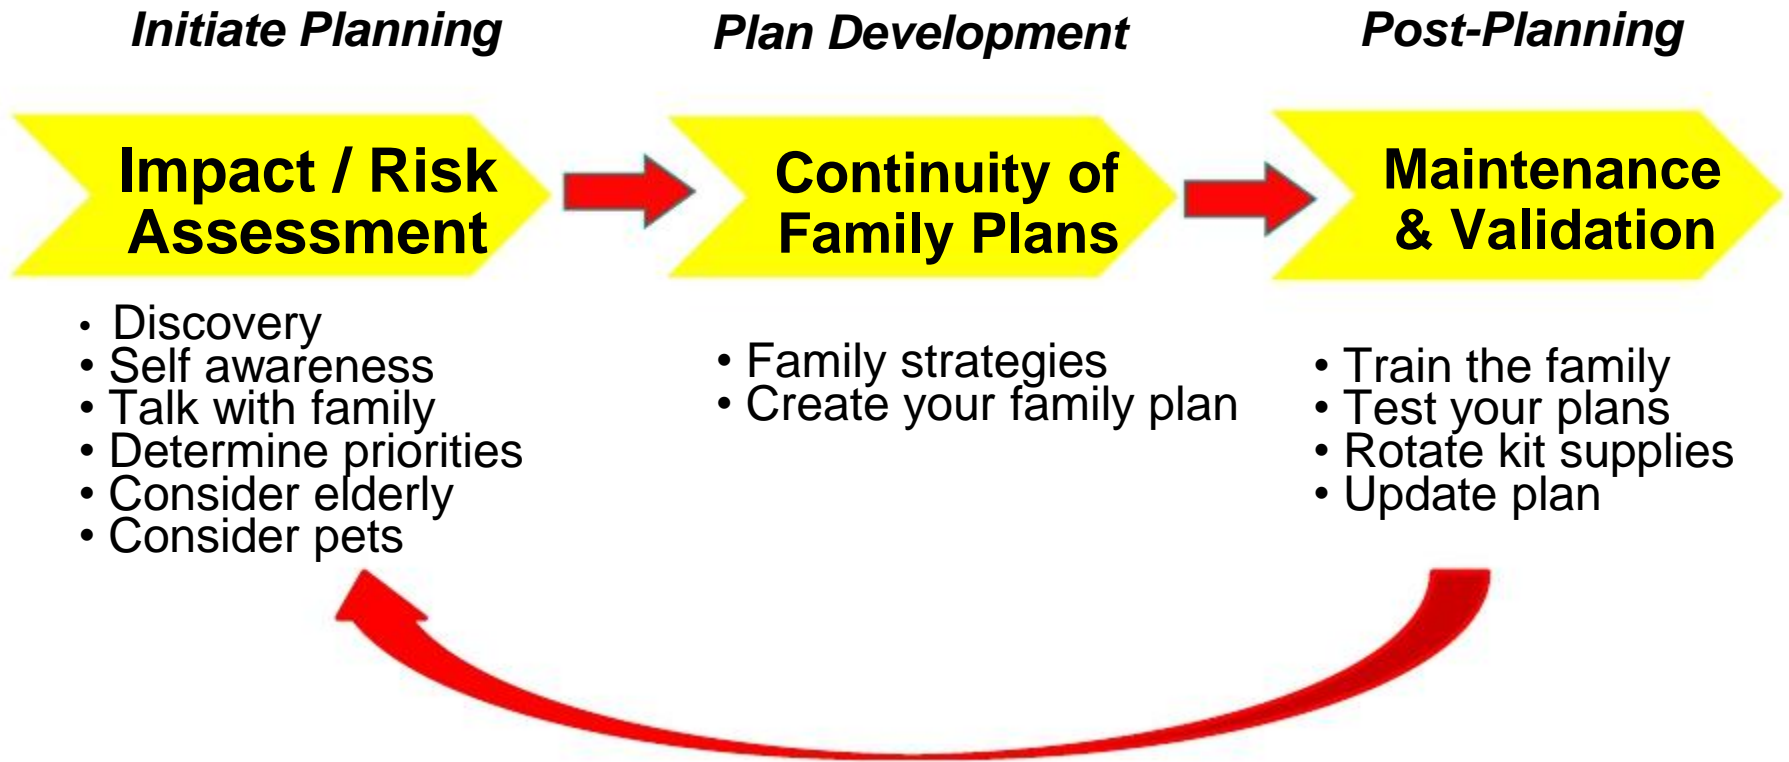 Initiate Planning
Plan Development
Post-Planning
Impact / Risk
Assessment
Continuity of
Family Plans
Maintenance
& Validation
• Discovery
• Self awareness
• Talk with family
• Determine priorities
• Consider elderly
• Consider pets
• Family strategies
• Create your family plan
• Train the family
• Test your plans
• Rotate kit supplies
• Update plan